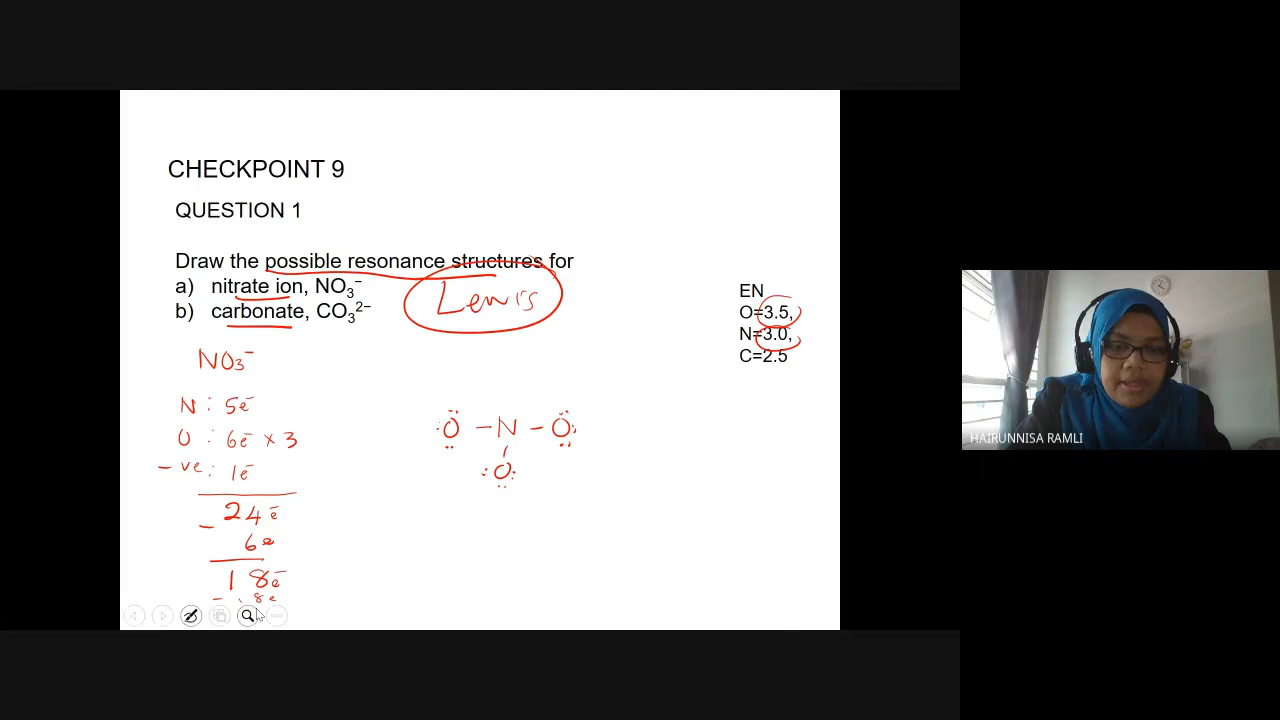 CHECKPOINT 9
QUESTION 1
Draw the possible resonance structures for
a) nitrate ion, NO₃⁻
b) carbonate, CO₃²⁻
Lewis
EN
O=3.5,
N=3.0,
C=2.5
NO₃⁻
N : 5e⁻
O : 6e⁻ × 3
-ve : 1e⁻
24e⁻
- 6e
18e⁻
- 18e
O - N - O
O
HAIRUNNISA RAMLI